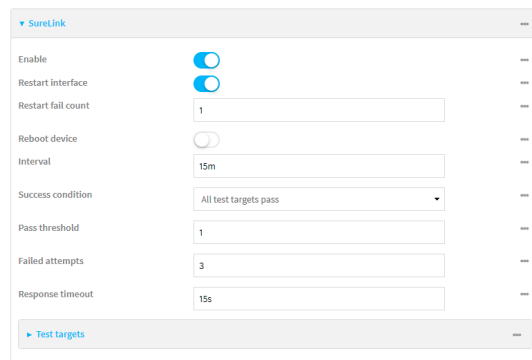 SureLink
Enable
Restart interface
Restart fail count
1
Reboot device
Interval
15m
Success condition
All test targets pass
Pass threshold
1
Failed attempts
3
Response timeout
15s
Test targets